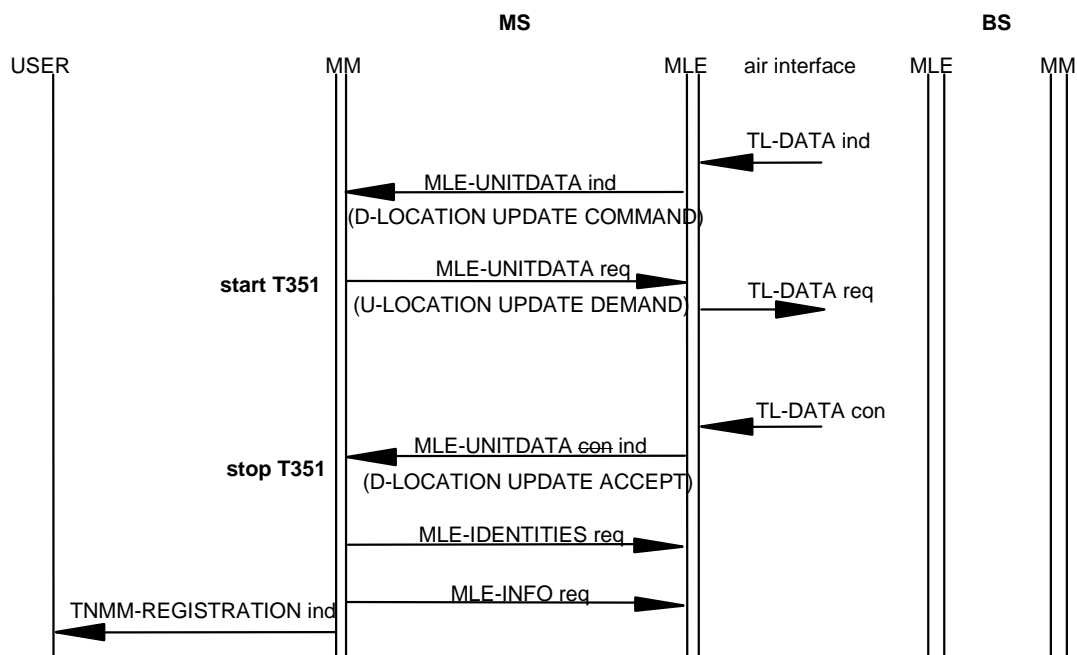 MS BS
USER MM MLE air interface MLE MM
TL-DATA ind
MLE-UNITDATA ind
(D-LOCATION UPDATE COMMAND)
MLE-UNITDATA req
start T351
TL-DATA req
(U-LOCATION UPDATE DEMAND)
TL-DATA con
MLE-UNITDATA con ind
stop T351
(D-LOCATION UPDATE ACCEPT)
MLE-IDENTITIES req
MLE-INFO req
TNMM-REGISTRATION ind